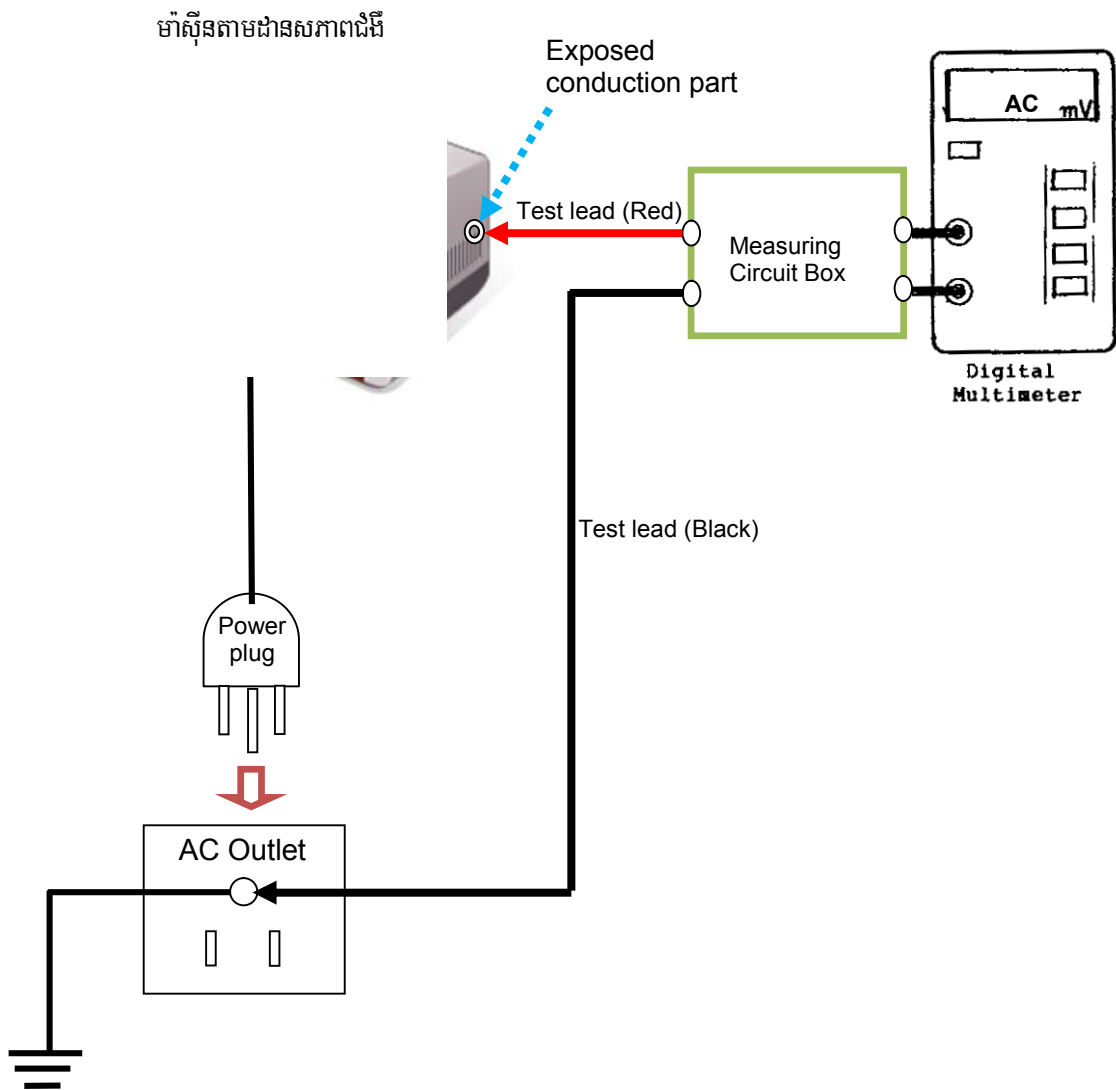 ម៉ាស៊ីនតាមដានសភាពជំងឺ
Exposed
conduction part
AC mV
Test lead (Red)
Measuring
Circuit Box
Digital
Multimeter
Test lead (Black)
Power
plug
AC Outlet